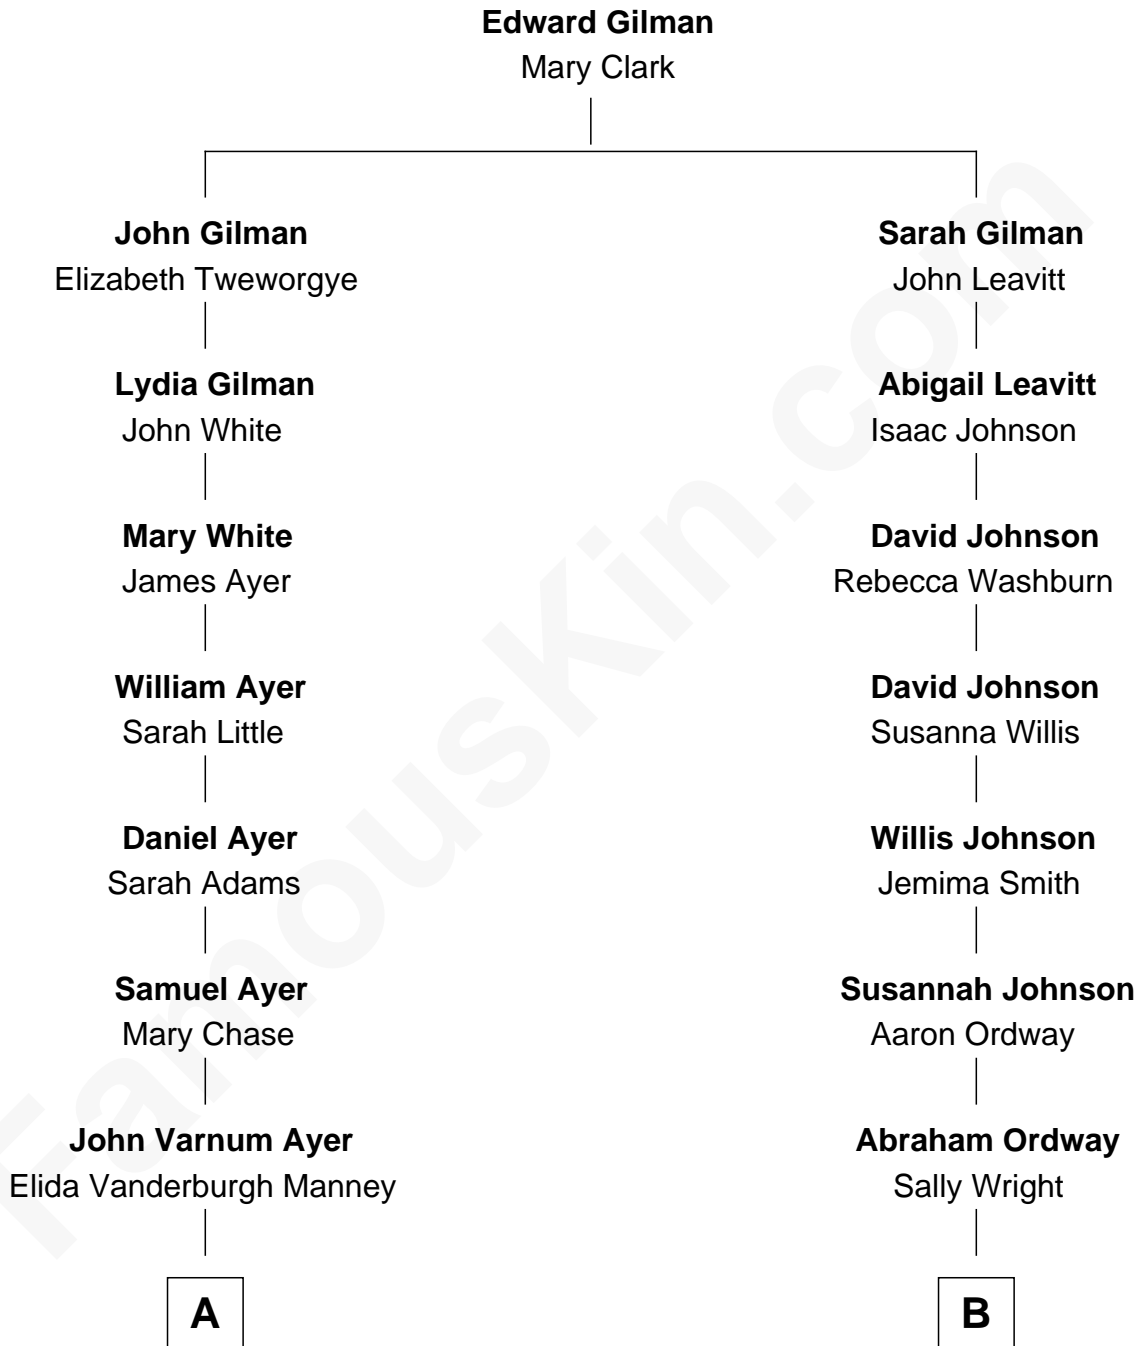 Edward Gilman
Mary Clark
John Gilman
Elizabeth Tweworgye
Lydia Gilman
John White
Mary White
James Ayer
William Ayer
Sarah Little
Daniel Ayer
Sarah Adams
Samuel Ayer
Mary Chase
John Varnum Ayer
Elida Vanderburgh Manney
A
Sarah Gilman
John Leavitt
Abigail Leavitt
Isaac Johnson
David Johnson
Rebecca Washburn
David Johnson
Susanna Willis
Willis Johnson
Jemima Smith
Susannah Johnson
Aaron Ordway
Abraham Ordway
Sally Wright
B
FamousKin.com